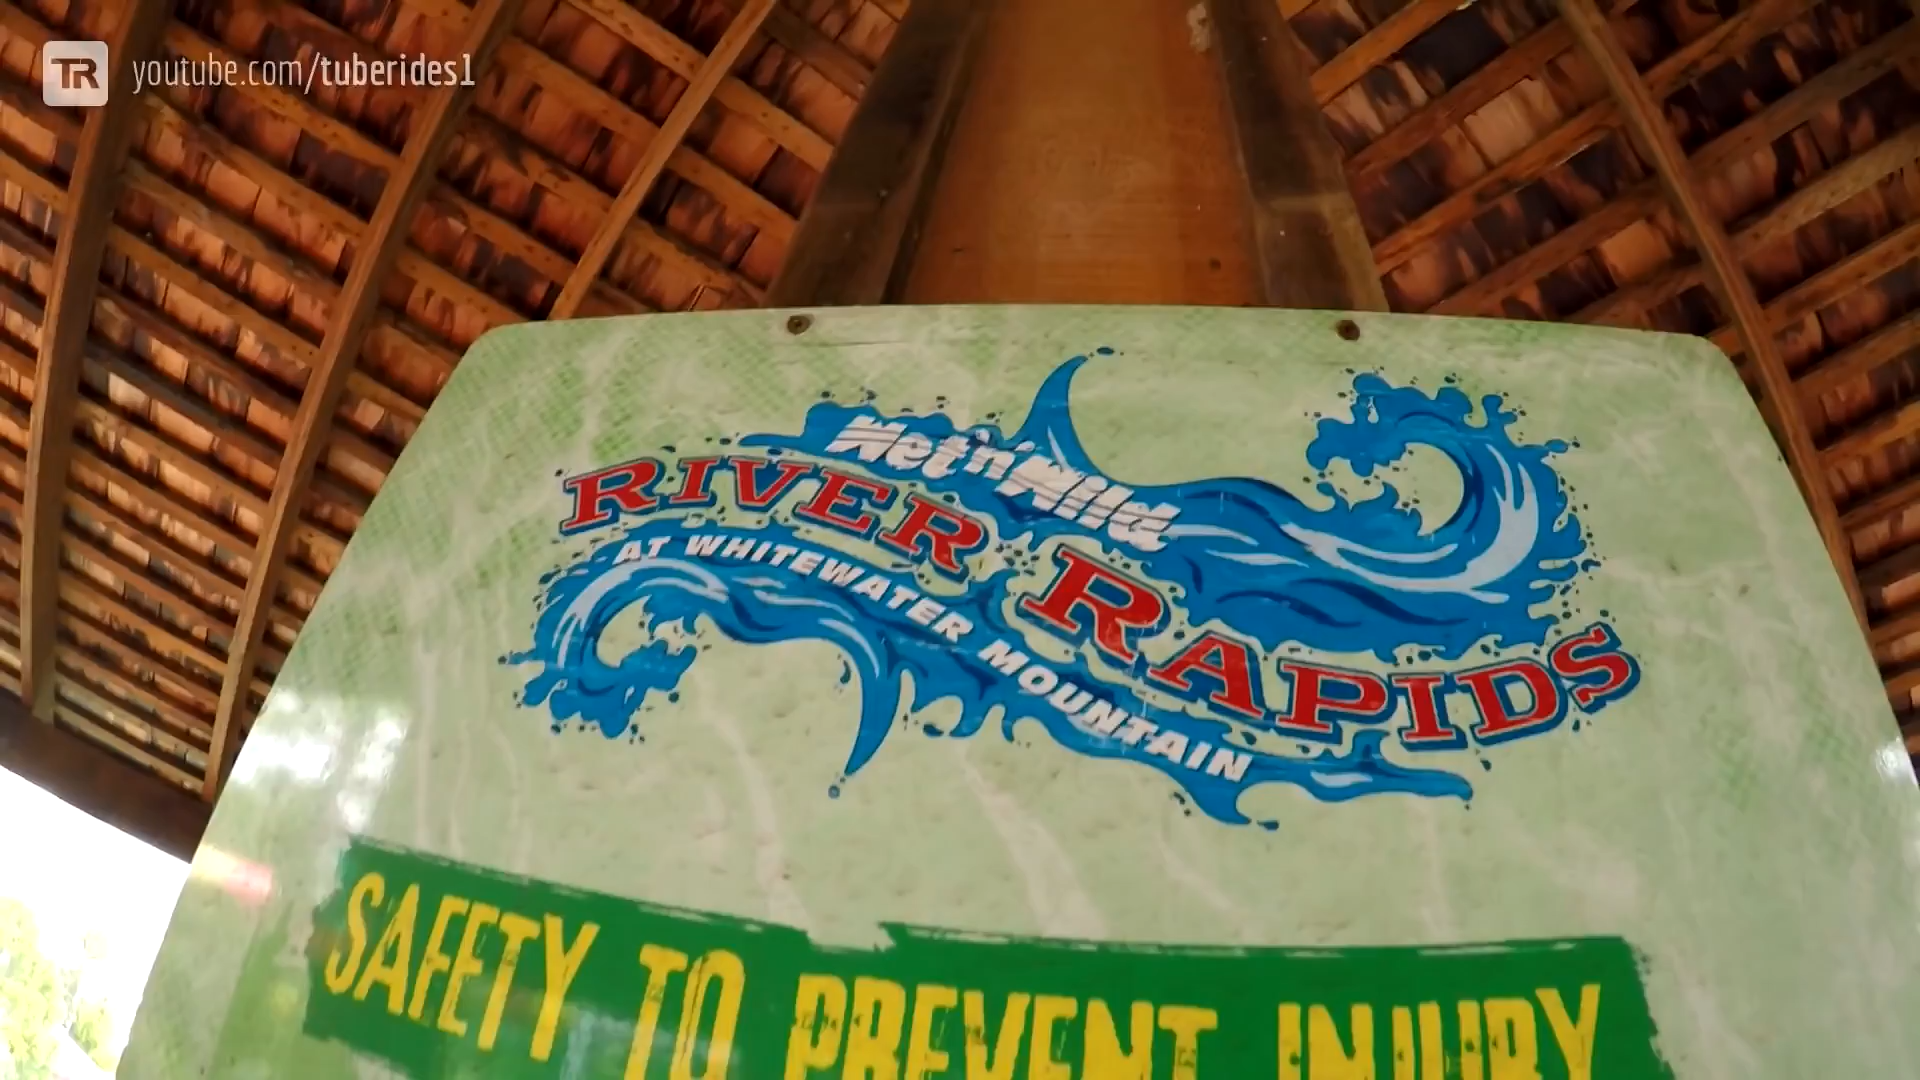 TR youtube.com/tuberides1
Wet'n'Wild
RIVER RAPIDS
AT WHITEWATER MOUNTAIN
SAFETY TO PREVENT INJURY